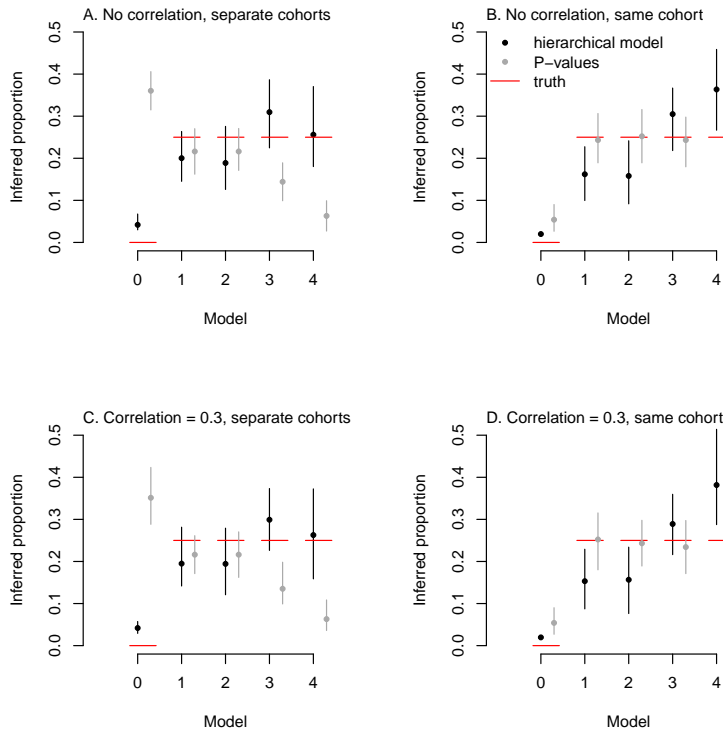 A. No correlation, separate cohorts
0.5
0.4
0.3
0.2
0.1
0.0
Inferred proportion
0 1 2 3 4
Model
B. No correlation, same cohort
hierarchical model
P−values
truth
0.5
0.4
0.3
0.2
0.1
0.0
Inferred proportion
0 1 2 3 4
Model
C. Correlation = 0.3, separate cohorts
0.5
0.4
0.3
0.2
0.1
0.0
Inferred proportion
0 1 2 3 4
Model
D. Correlation = 0.3, same cohort
0.5
0.4
0.3
0.2
0.1
0.0
Inferred proportion
0 1 2 3 4
Model